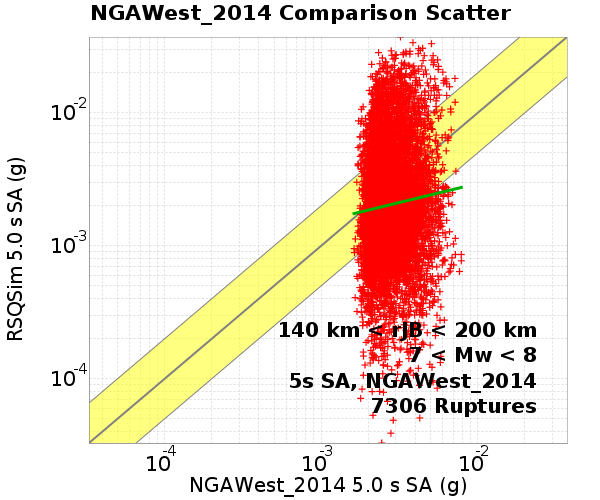 NGAWest_2014 Comparison Scatter
RSQSim 5.0 s SA (g)
10-2
10-3
10-4
140 km < rJB < 200 km
7 < Mw < 8
5s SA, NGAWest_2014
7306 Ruptures
10-4 10-3 10-2
NGAWest_2014 5.0 s SA (g)